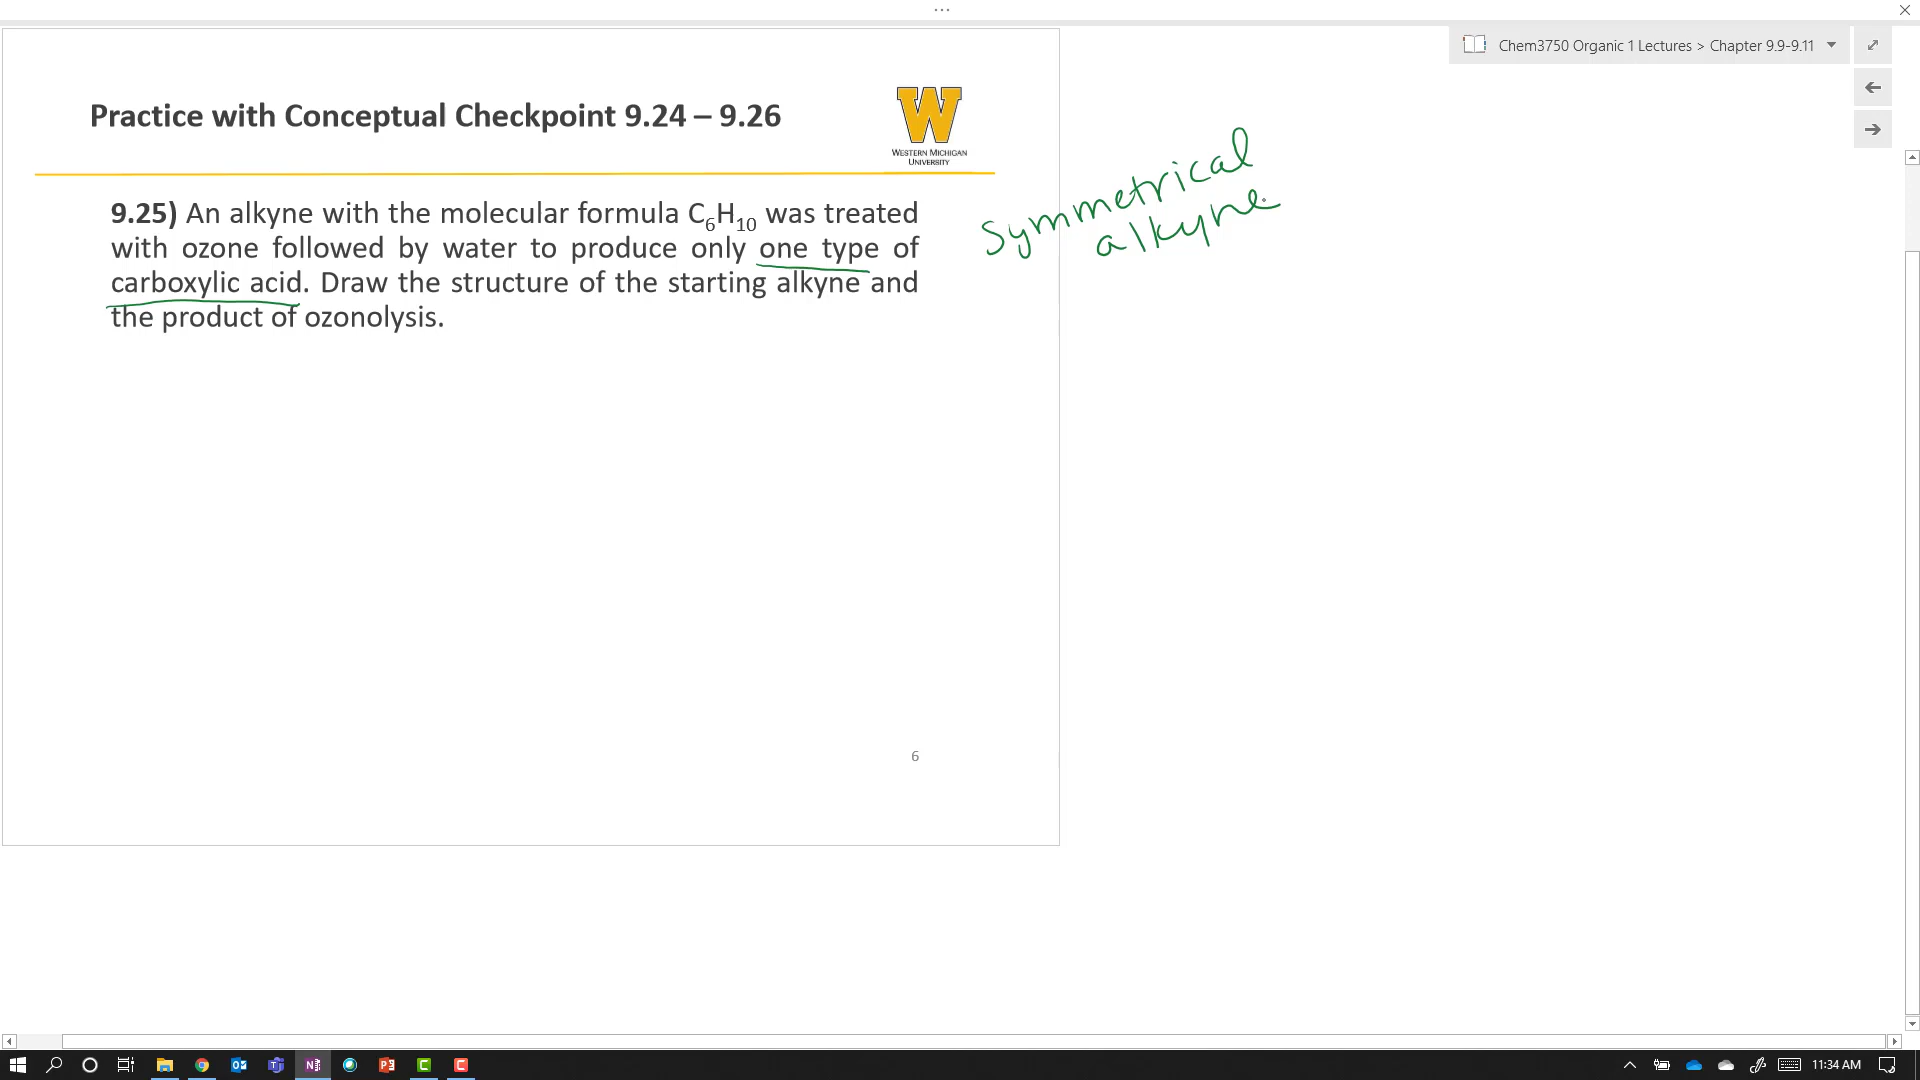 Chem3750 Organic 1 Lectures > Chapter 9.9-9.11
Practice with Conceptual Checkpoint 9.24 – 9.26
WESTERN MICHIGAN
UNIVERSITY
Symmetrical
alkyne
9.25) An alkyne with the molecular formula C₆H₁₀ was treated
with ozone followed by water to produce only one type of
carboxylic acid. Draw the structure of the starting alkyne and
the product of ozonolysis.
6
11:34 AM